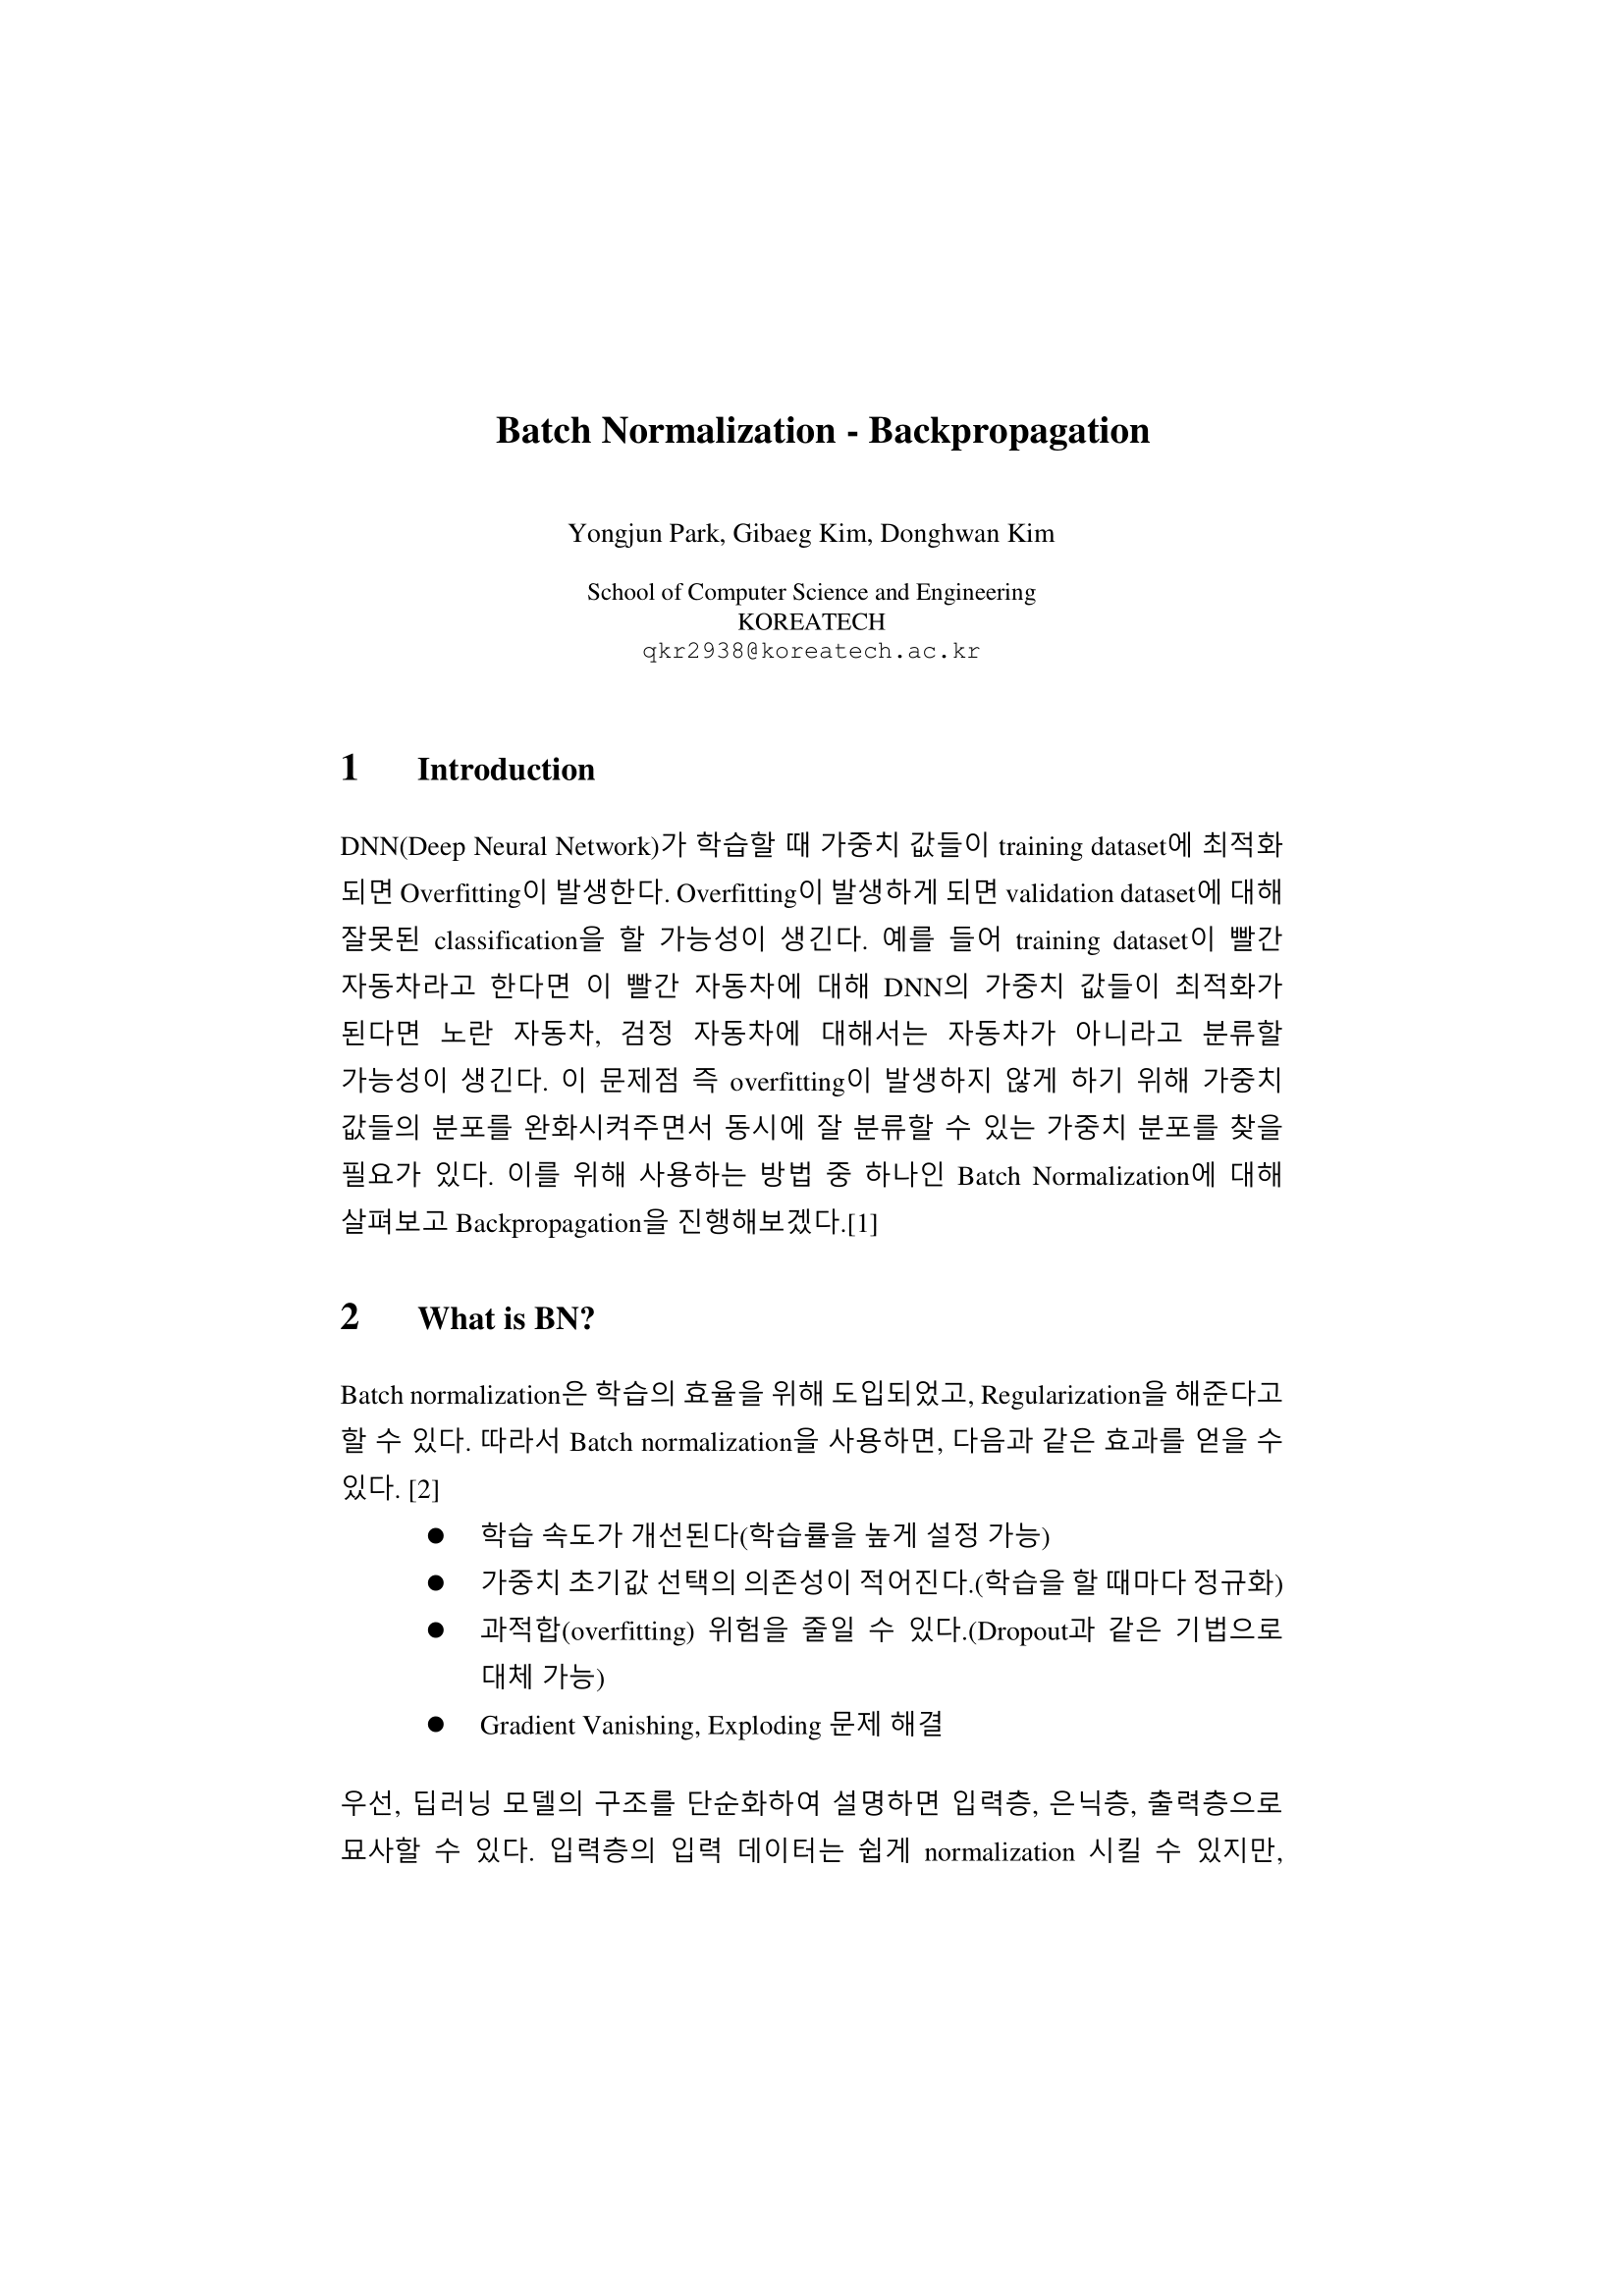 Batch Normalization - Backpropagation
Yongjun Park, Gibaeg Kim, Donghwan Kim
School of Computer Science and Engineering
KOREATECH
qkr2938@koreatech.ac.kr
1 Introduction
DNN(Deep Neural Network)가 학습할 때 가중치 값들이 training dataset에 최적화
되면 Overfitting이 발생한다. Overfitting이 발생하게 되면 validation dataset에 대해
잘못된 classification을 할 가능성이 생긴다. 예를 들어 training dataset이 빨간
자동차라고 한다면 이 빨간 자동차에 대해 DNN의 가중치 값들이 최적화가
된다면 노란 자동차, 검정 자동차에 대해서는 자동차가 아니라고 분류할
가능성이 생긴다. 이 문제점 즉 overfitting이 발생하지 않게 하기 위해 가중치
값들의 분포를 완화시켜주면서 동시에 잘 분류할 수 있는 가중치 분포를 찾을
필요가 있다. 이를 위해 사용하는 방법 중 하나인 Batch Normalization에 대해
살펴보고 Backpropagation을 진행해보겠다.[1]
2 What is BN?
Batch normalization은 학습의 효율을 위해 도입되었고, Regularization을 해준다고
할 수 있다. 따라서 Batch normalization을 사용하면, 다음과 같은 효과를 얻을 수
있다. [2]
● 학습 속도가 개선된다(학습률을 높게 설정 가능)
● 가중치 초기값 선택의 의존성이 적어진다.(학습을 할 때마다 정규화)
● 과적합(overfitting) 위험을 줄일 수 있다.(Dropout과 같은 기법으로
대체 가능)
● Gradient Vanishing, Exploding 문제 해결
우선, 딥러닝 모델의 구조를 단순화하여 설명하면 입력층, 은닉층, 출력층으로
묘사할 수 있다. 입력층의 입력 데이터는 쉽게 normalization 시킬 수 있지만,